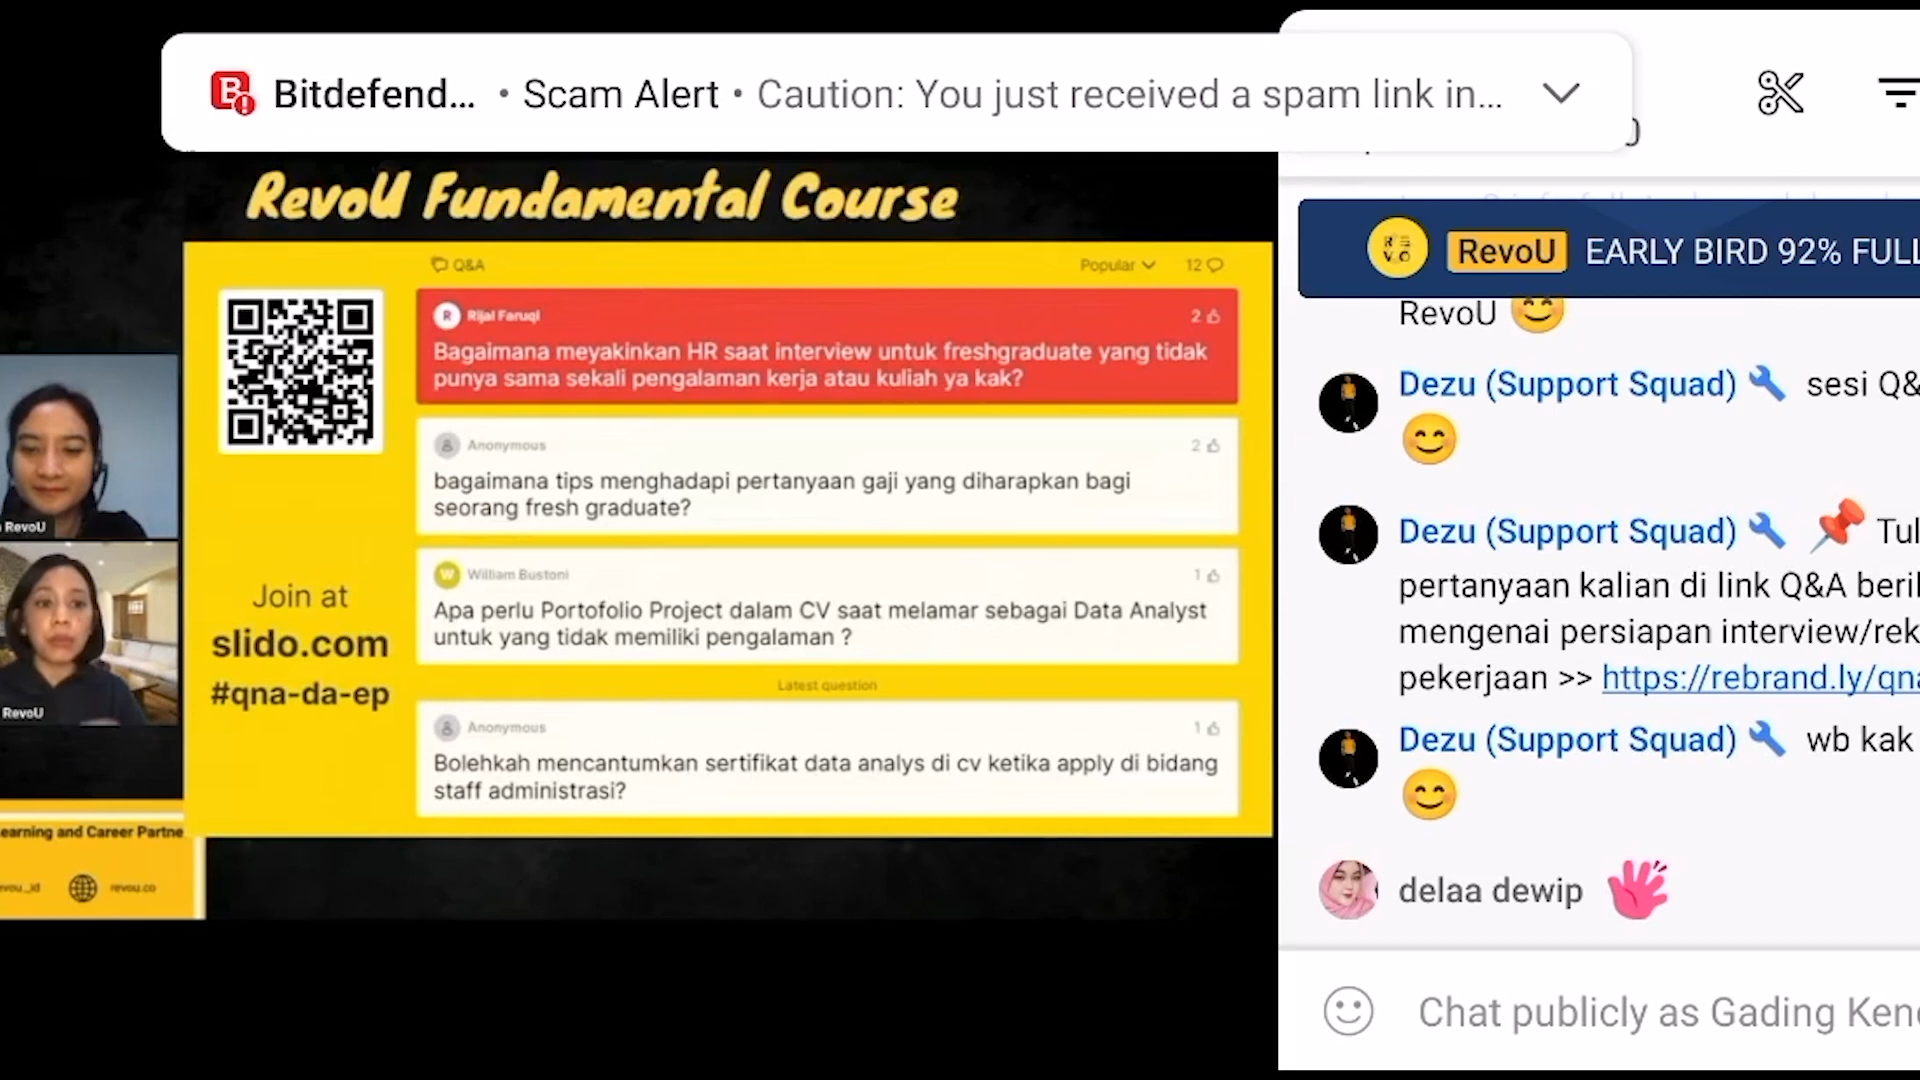 Bitdefend... • Scam Alert • Caution: You just received a spam link in...
RevoU Fundamental Course
Q&A
Popular
12
Rijal Faruqi
2
Bagaimana meyakinkan HR saat interview untuk freshgraduate yang tidak
punya sama sekali pengalaman kerja atau kuliah ya kak?
Anonymous
2
bagaimana tips menghadapi pertanyaan gaji yang diharapkan bagi
seorang fresh graduate?
W
William Bustoni
1
Apa perlu Portofolio Project dalam CV saat melamar sebagai Data Analyst
untuk yang tidak memiliki pengalaman ?
Latest question
Anonymous
1
Bolehkah mencantumkan sertifikat data analys di cv ketika apply di bidang
staff administrasi?
Join at
slido.com
#qna-da-ep
RevoU
RevoU
earning and Career Partne
evou_id
revou.co
RevoU EARLY BIRD 92% FULL
RevoU 😊
Dezu (Support Squad) 🔧 sesi Q&
😊
Dezu (Support Squad) 🔧 📌 Tul
pertanyaan kalian di link Q&A beri
mengenai persiapan interview/rek
pekerjaan >> https://rebrand.ly/qn
Dezu (Support Squad) 🔧 wb kak
😊
delaa dewip
Chat publicly as Gading Ken